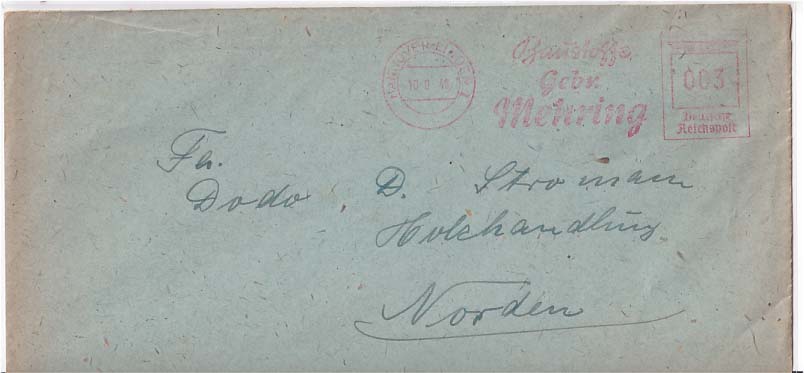 Baustoffe
Gebr.
Mehring
003
Deutsche
Reichspost
Fa.
Dodo D. Stromann
Holzhandlung
Norden